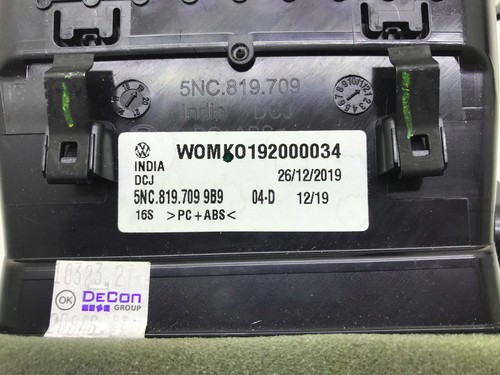 5NC.819.709
India DCJ
WOMK0192000034
INDIA
DCJ
26/12/2019
5NC.819.709 9B9 04-D 12/19
16S >PC+ABS<
OK DeCon
GROUP